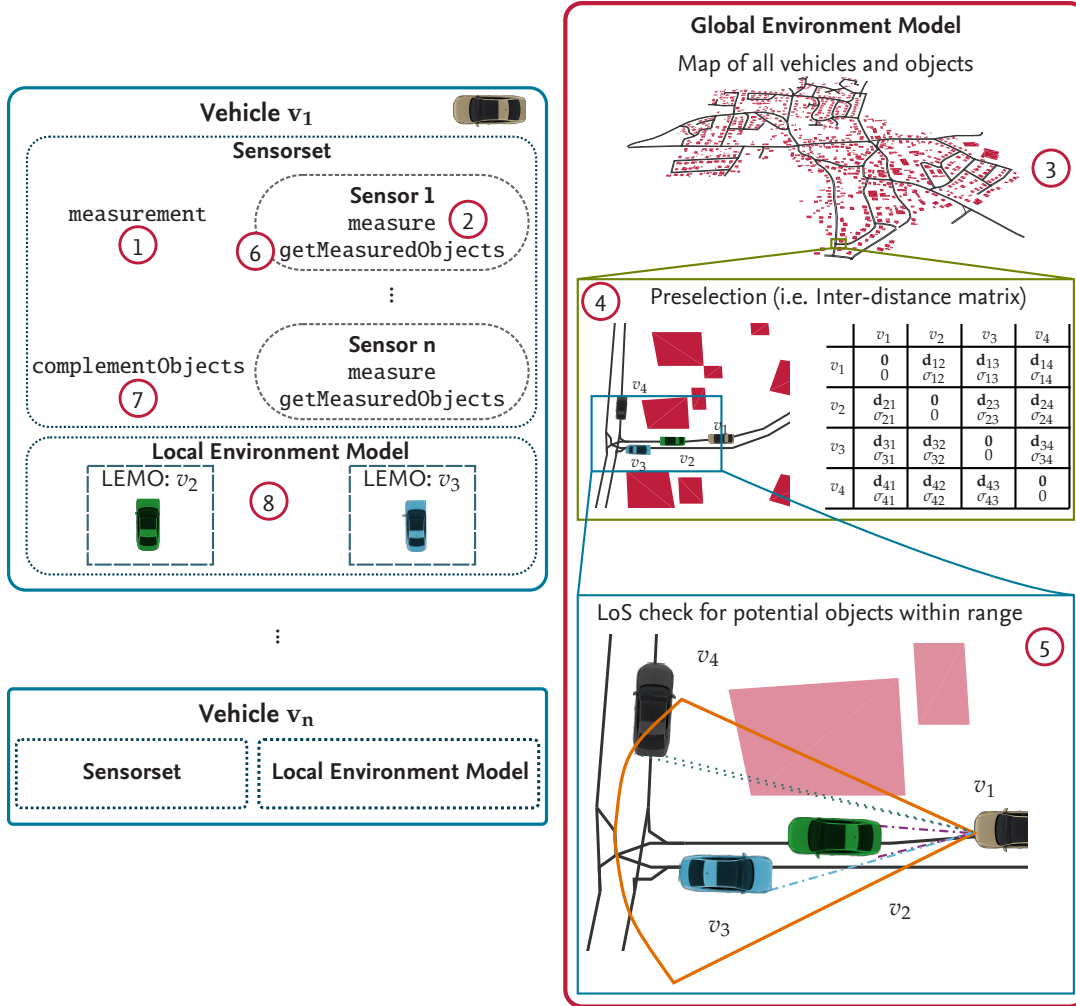 Vehicle v1
Sensorset
measurement
1
Sensor 1
measure
2
6
getMeasuredObjects
⋮
complementObjects
7
Sensor n
measure
getMeasuredObjects
Local Environment Model
LEMO: v2
8
LEMO: v3
⋮
Vehicle vn
Sensorset
Local Environment Model
Global Environment Model
Map of all vehicles and objects
3
4
Preselection (i.e. Inter-distance matrix)
v4
v1
v3
v2
v1 v2 v3 v4
v1 0 d12 d13 d14
0 σ12 σ13 σ14
v2 d21 0 d23 d24
σ21 0 σ23 σ24
v3 d31 d32 0 d34
σ31 σ32 0 σ34
v4 d41 d42 d43 0
σ41 σ42 σ43 0
LoS check for potential objects within range
5
v4
v1
v3
v2